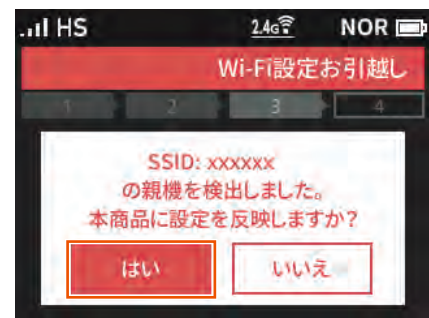 HS 2.4G NOR
Wi-Fi設定お引越し
1 2 3 4
SSID: xxxxxx
の親機を検出しました。
本商品に設定を反映しますか？
はい いいえ